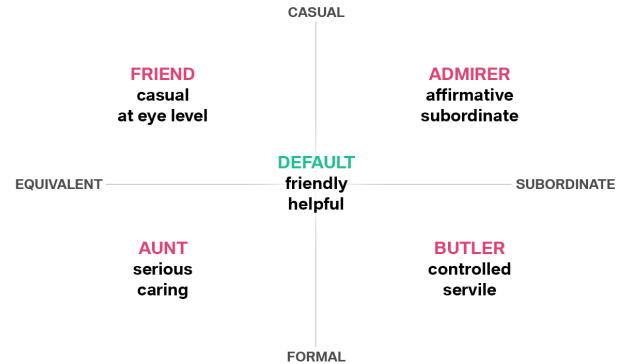 CASUAL
FRIEND
casual
at eye level
ADMIRER
affirmative
subordinate
DEFAULT
friendly
helpful
EQUIVALENT
SUBORDINATE
AUNT
serious
caring
BUTLER
controlled
servile
FORMAL